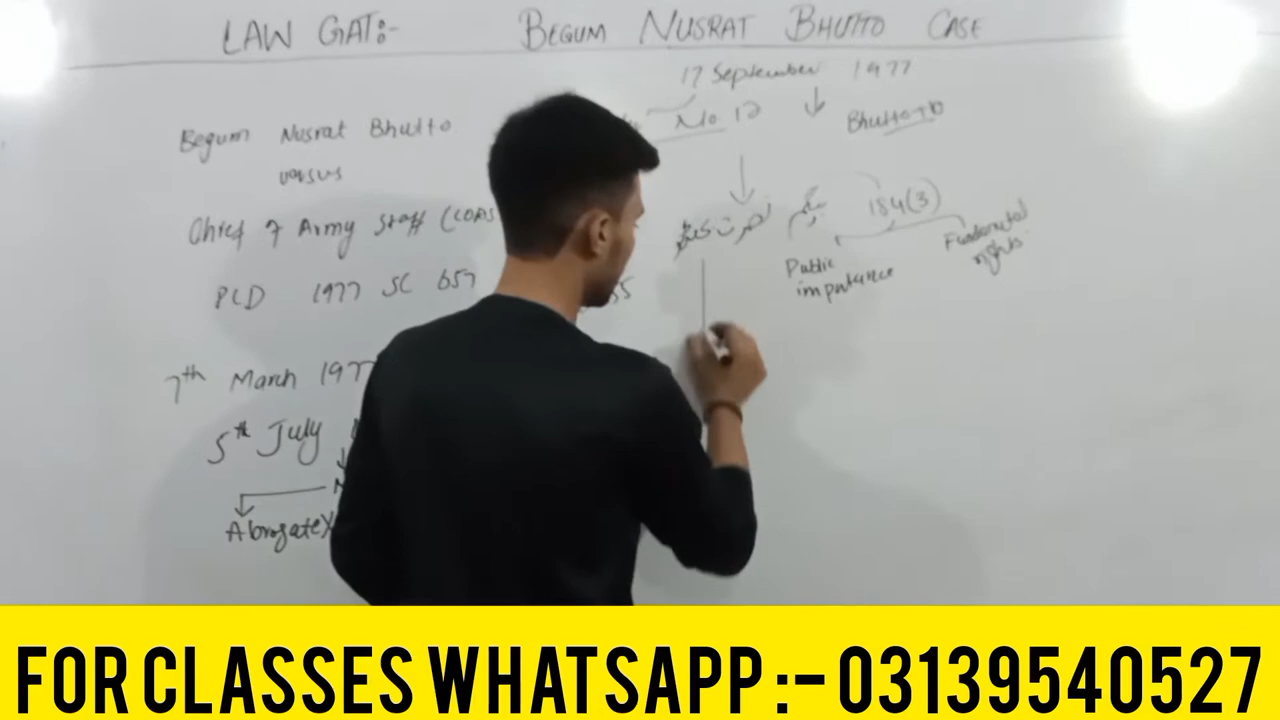 LAW GAT:- BEGUM NUSRAT BHUTTO CASE
17 September 1977
Begum Nusrat Bhutto
versus
Chief of Army Staff (COAS
PLD 1977 SC 657
7th March 197
5th July
Abrogate X
No 12
Bhutto + 10
بیگم نصرت بھٹو
184(3)
Public importance
Fundamental rights
FOR CLASSES WHATSAPP :- 03139540527